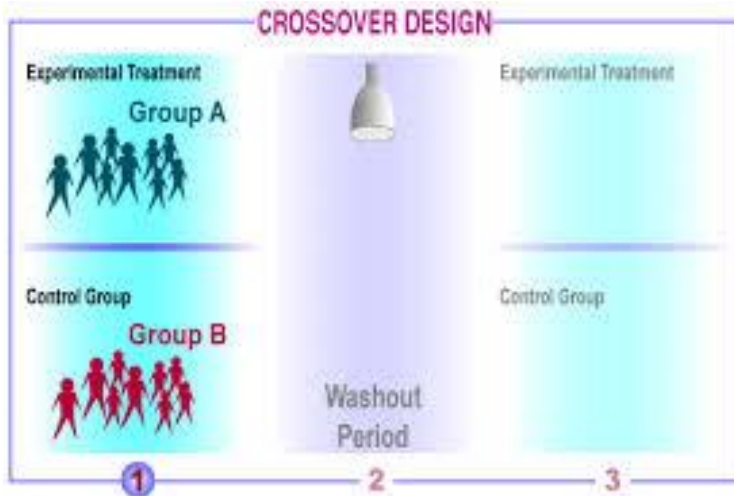 CROSSOVER DESIGN
Experimental Treatment
Group A
Control Group
Group B
Washout
Period
Experimental Treatment
Control Group
1
2
3